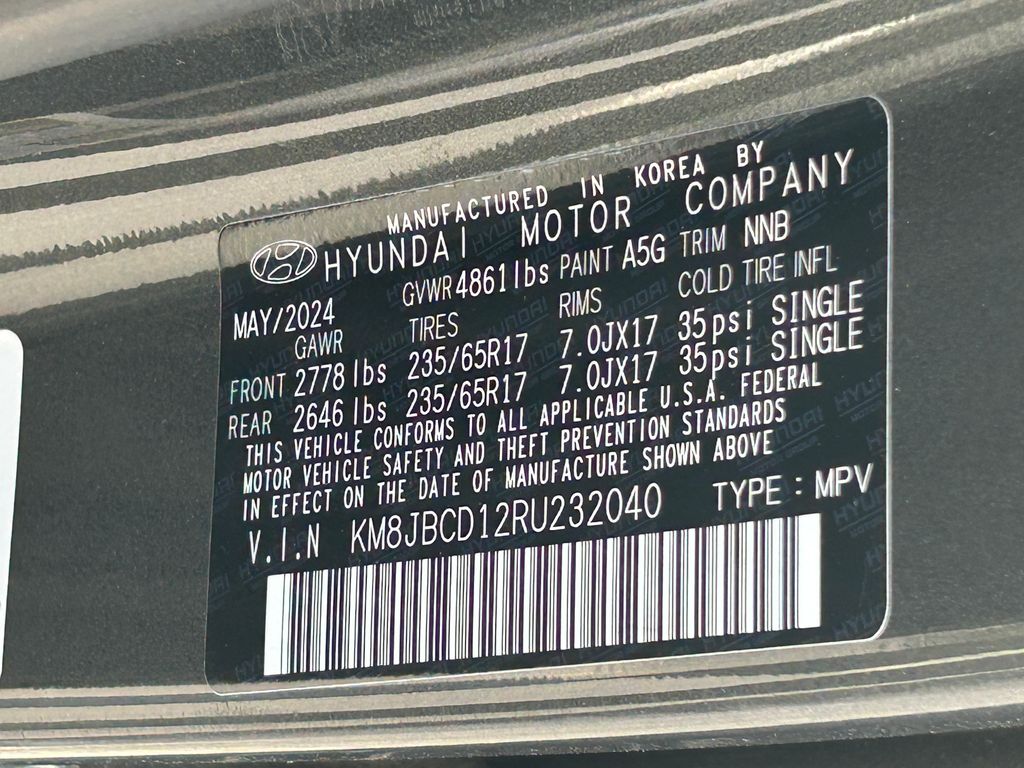 MANUFACTURED IN KOREA BY
HYUNDAI MOTOR COMPANY
MAY/2024 GVWR 4861lbs PAINT A5G TRIM NNB
GAWR TIRES RIMS COLD TIRE INFL
FRONT 2778 lbs 235/65R17 7.0JX17 35psi SINGLE
REAR 2646 lbs 235/65R17 7.0JX17 35psi SINGLE
THIS VEHICLE CONFORMS TO ALL APPLICABLE U.S.A. FEDERAL
MOTOR VEHICLE SAFETY AND THEFT PREVENTION STANDARDS
IN EFFECT ON THE DATE OF MANUFACTURE SHOWN ABOVE
V.I.N KM8JBCD12RU232040 TYPE : MPV